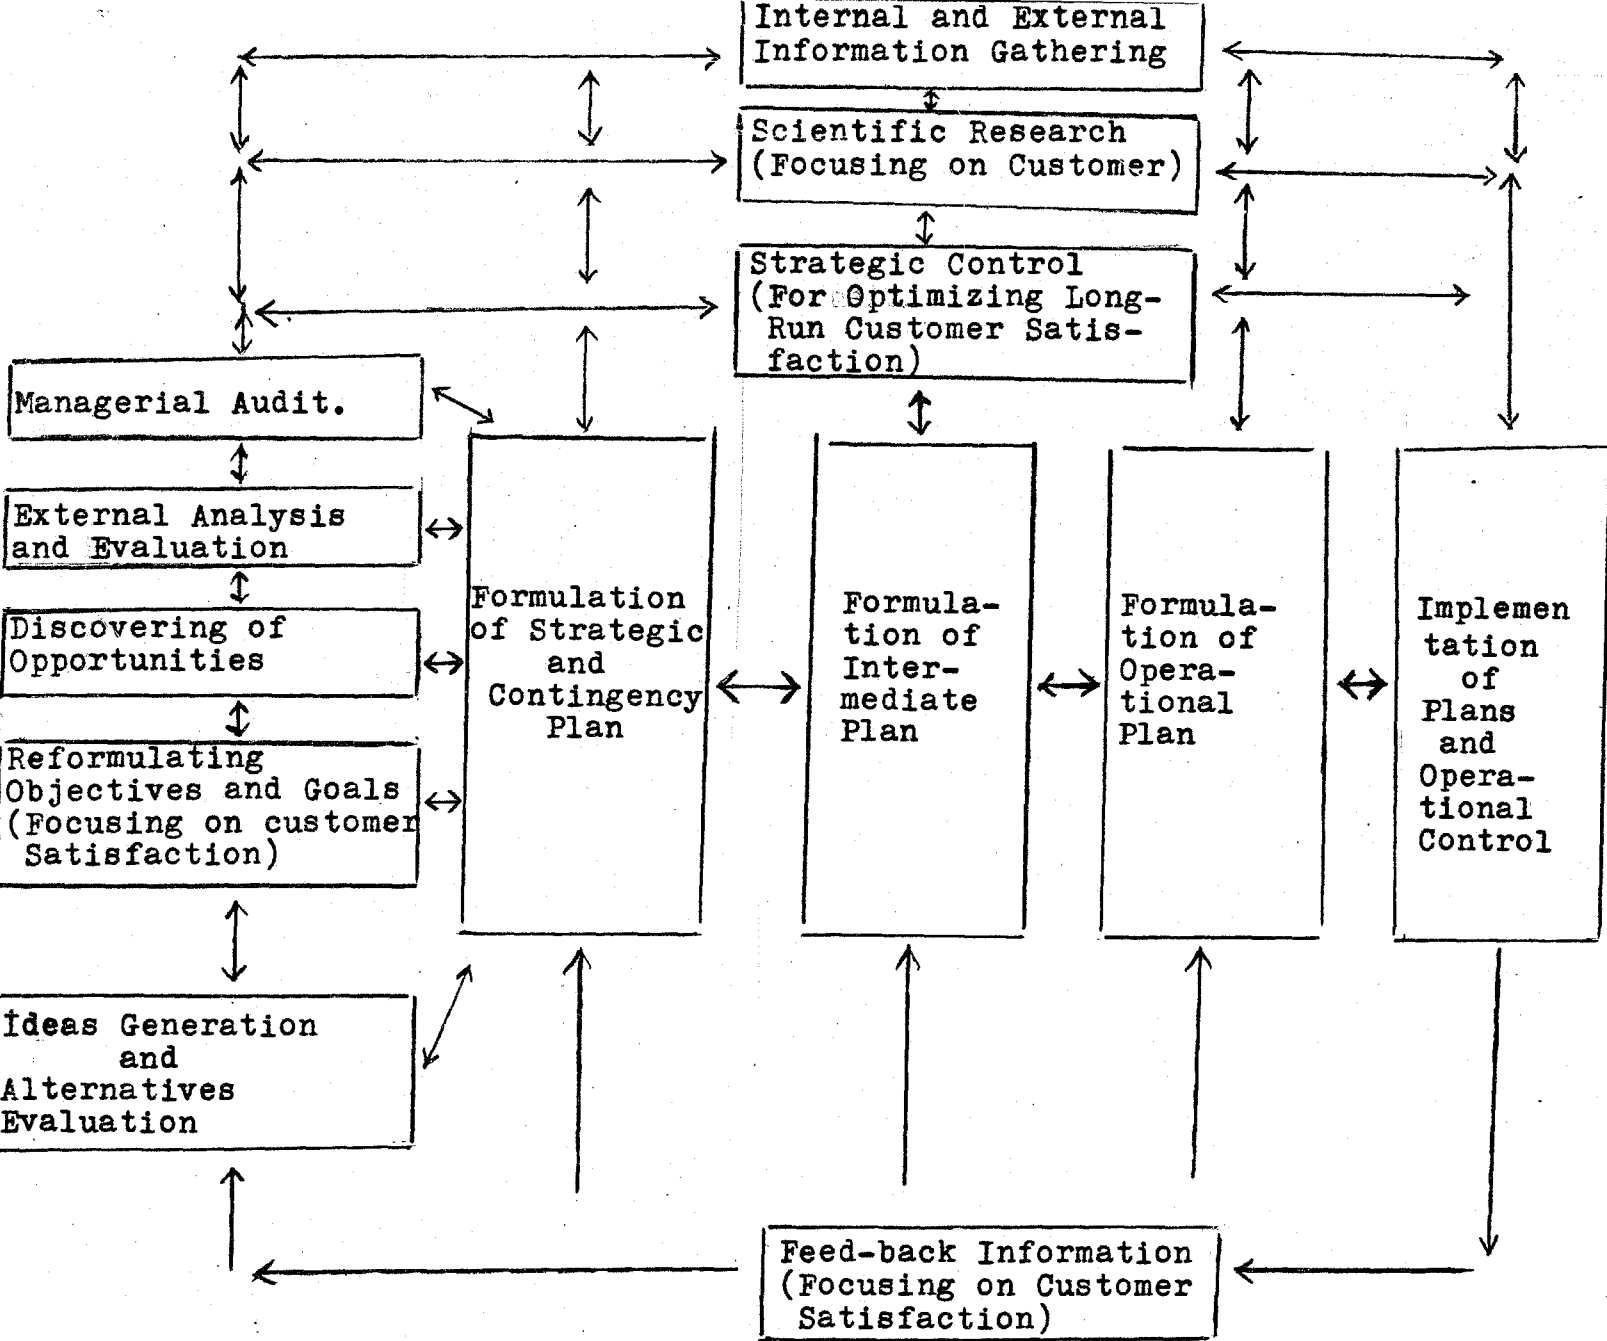 Internal and External
Information Gathering
Scientific Research
(Focusing on Customer)
Strategic Control
(For Optimizing Long-
Run Customer Satis-
faction)
Managerial Audit.
External Analysis
and Evaluation
Discovering of
Opportunities
Reformulating
Objectives and Goals
(Focusing on customer
Satisfaction)
Ideas Generation
and
Alternatives
Evaluation
Formulation
of Strategic
and
Contingency
Plan
Formula-
tion of
Inter-
mediate
Plan
Formula-
tion of
Opera-
tional
Plan
Implemen
tation
of
Plans
and
Opera-
tional
Control
Feed-back Information
(Focusing on Customer
Satisfaction)